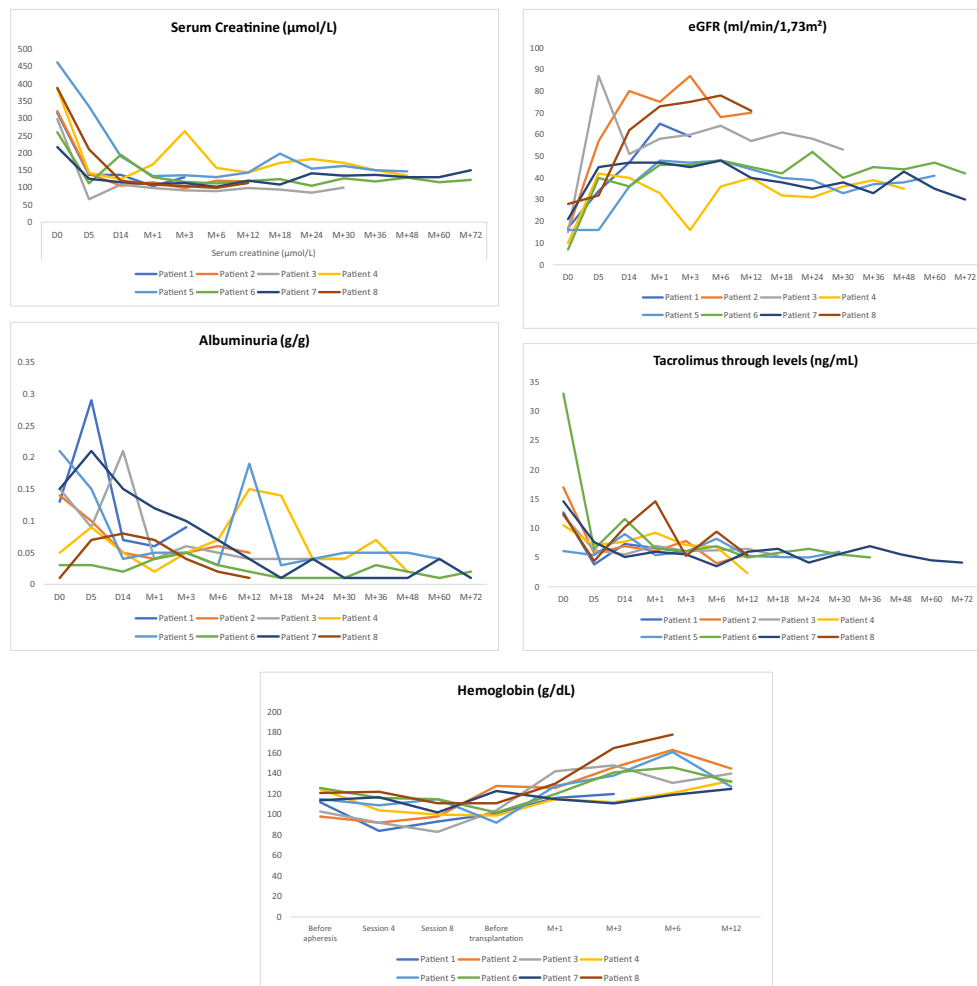 Serum Creatinine (µmol/L)
500
450
400
350
300
250
200
150
100
50
0
D0 D5 D14 M+1 M+3 M+6 M+12 M+18 M+24 M+30 M+36 M+48 M+60 M+72
Serum creatinine (µmol/L)
Patient 1 Patient 2 Patient 3 Patient 4
Patient 5 Patient 6 Patient 7 Patient 8
eGFR (ml/min/1,73m²)
100
90
80
70
60
50
40
30
20
10
0
D0 D5 D14 M+1 M+3 M+6 M+12 M+18 M+24 M+30 M+36 M+48 M+60 M+72
Patient 1 Patient 2 Patient 3 Patient 4
Patient 5 Patient 6 Patient 7 Patient 8
Albuminuria (g/g)
0.35
0.3
0.25
0.2
0.15
0.1
0.05
0
D0 D5 D14 M+1 M+3 M+6 M+12 M+18 M+24 M+30 M+36 M+48 M+60 M+72
Patient 1 Patient 2 Patient 3 Patient 4
Patient 5 Patient 6 Patient 7 Patient 8
Tacrolimus through levels (ng/mL)
35
30
25
20
15
10
5
0
D0 D5 D14 M+1 M+3 M+6 M+12 M+18 M+24 M+30 M+36 M+48 M+60 M+72
Patient 1 Patient 2 Patient 3 Patient 4
Patient 5 Patient 6 Patient 7 Patient 8
Hemoglobin (g/dL)
200
180
160
140
120
100
80
60
40
20
0
Before Session 4 Session 8 Before M+1 M+3 M+6 M+12
apheresis transplantation
Patient 1 Patient 2 Patient 3 Patient 4
Patient 5 Patient 6 Patient 7 Patient 8